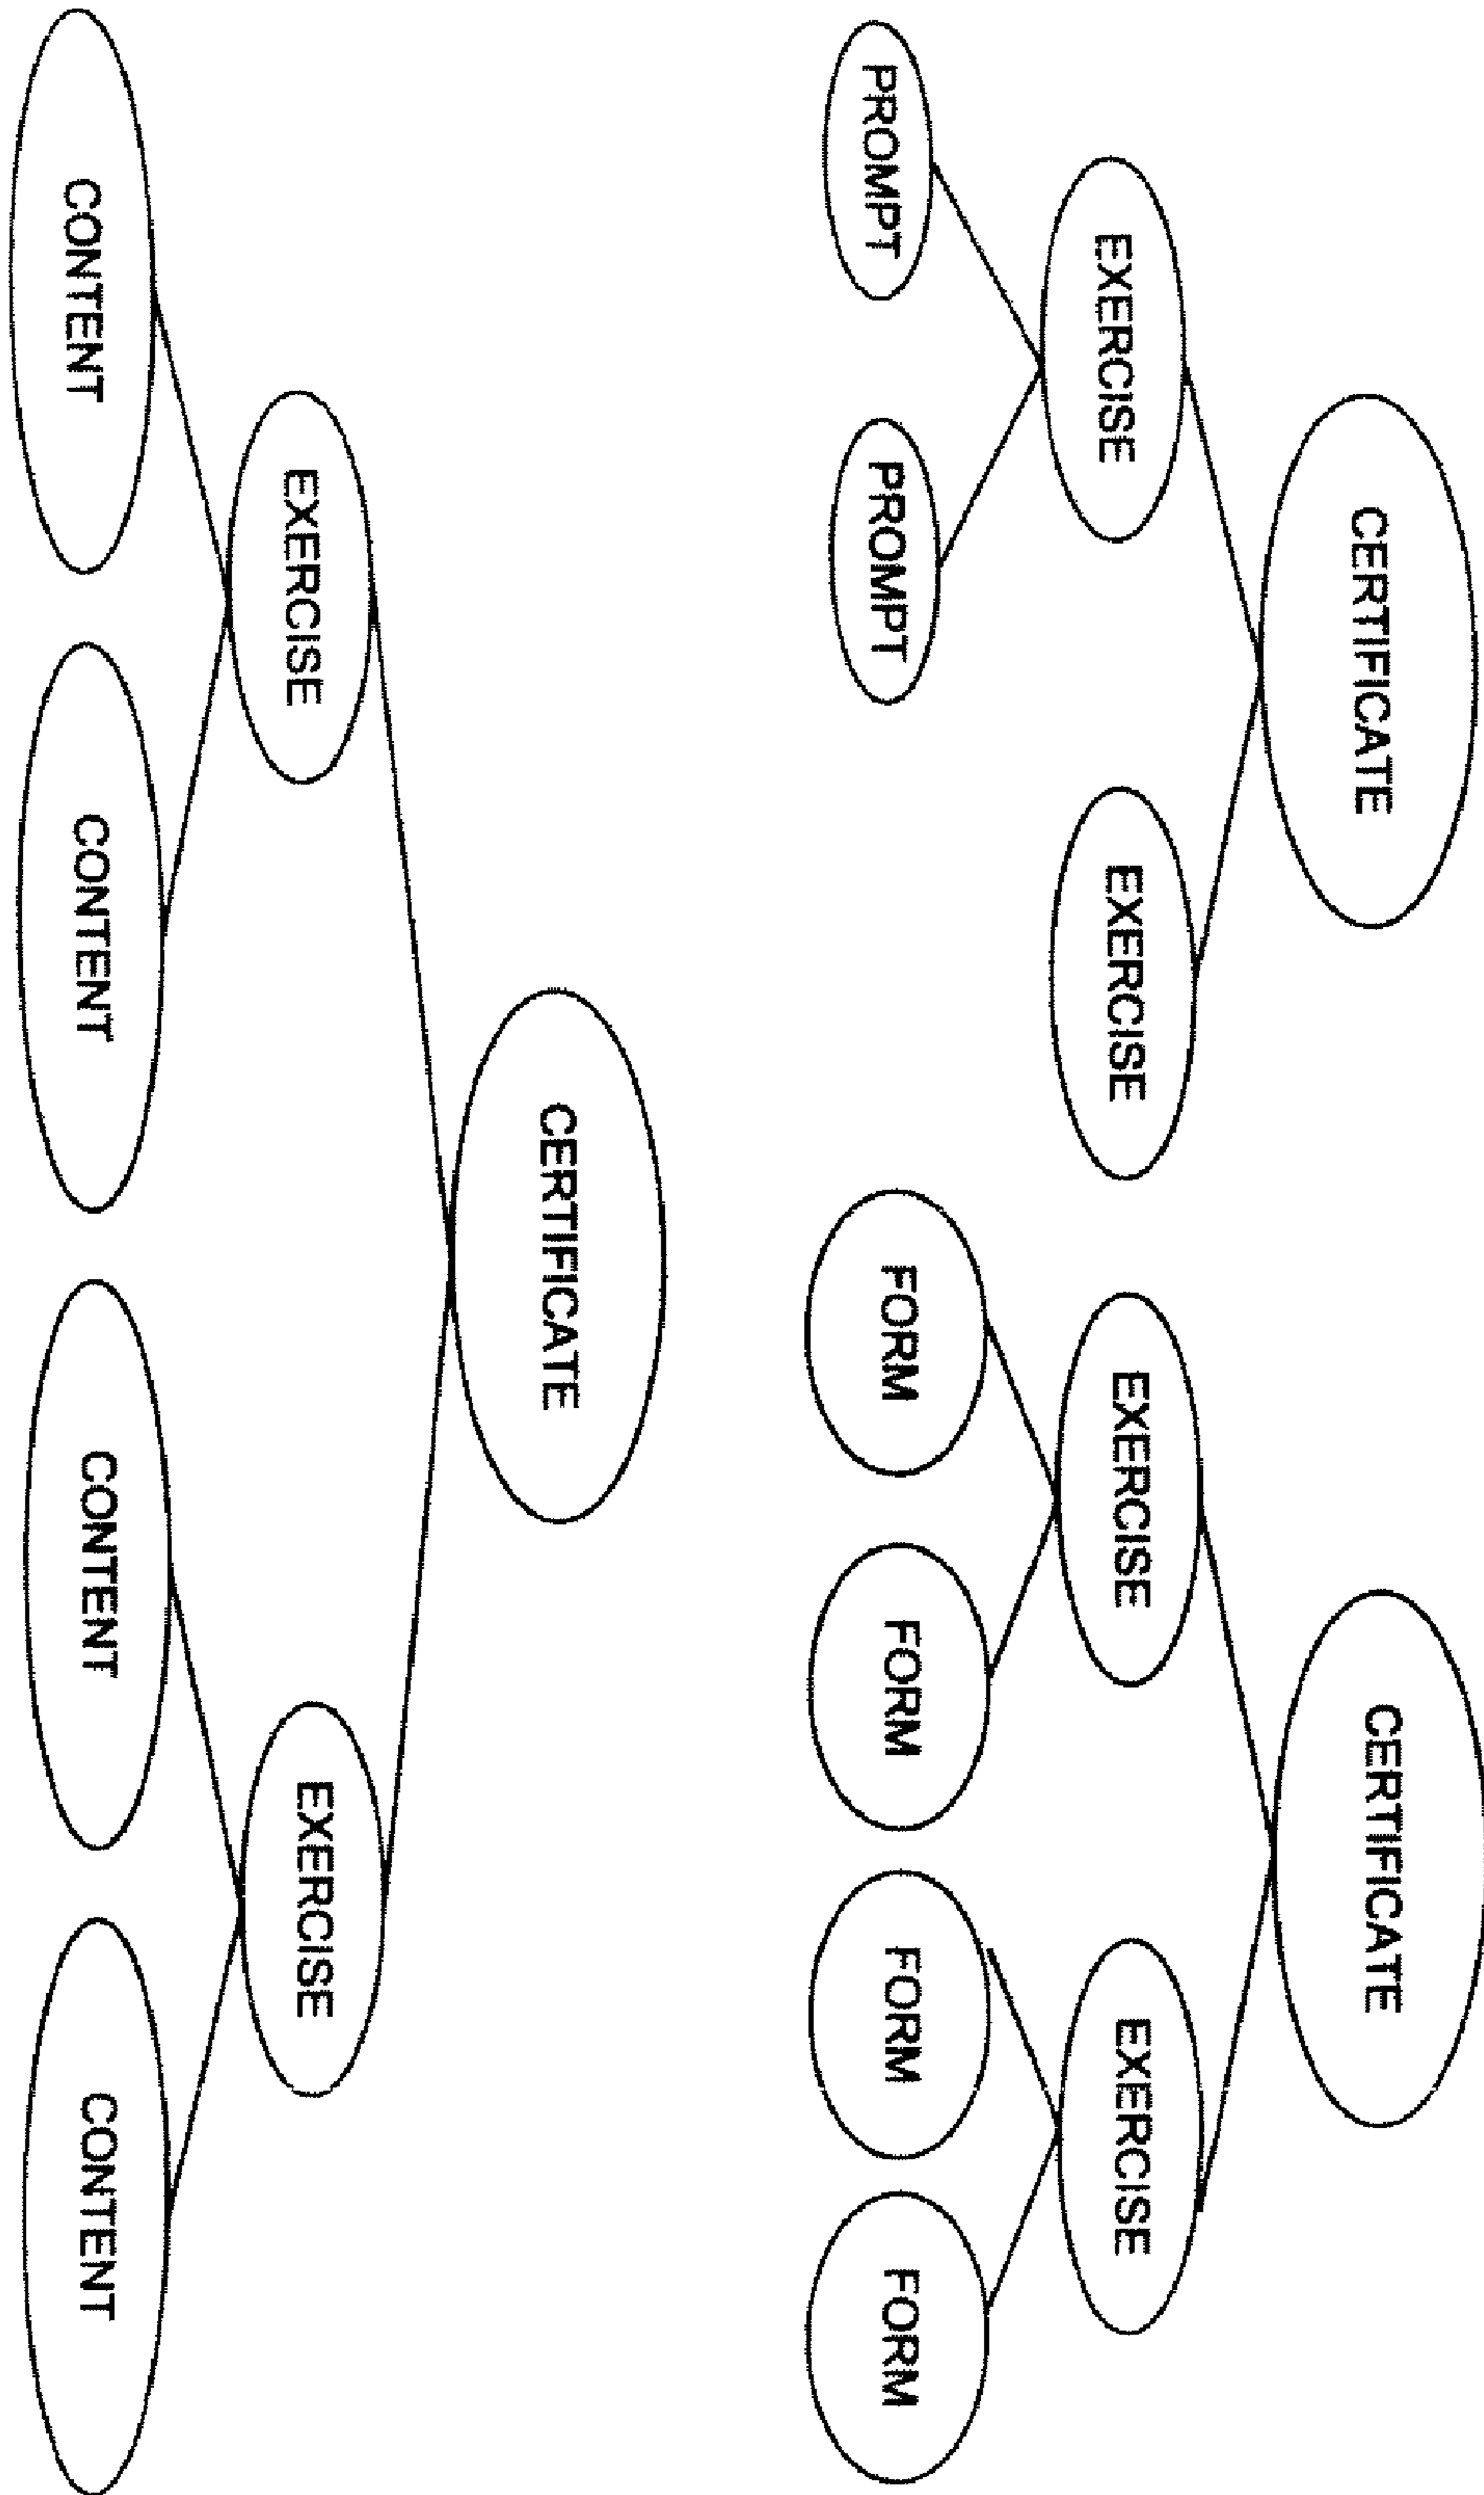 CERTIFICATE
CERTIFICATE
EXERCISE
EXERCISE
EXERCISE
EXERCISE
PROMPT
PROMPT
FORM
FORM
FORM
FORM
CERTIFICATE
EXERCISE
EXERCISE
CONTENT
CONTENT
CONTENT
CONTENT